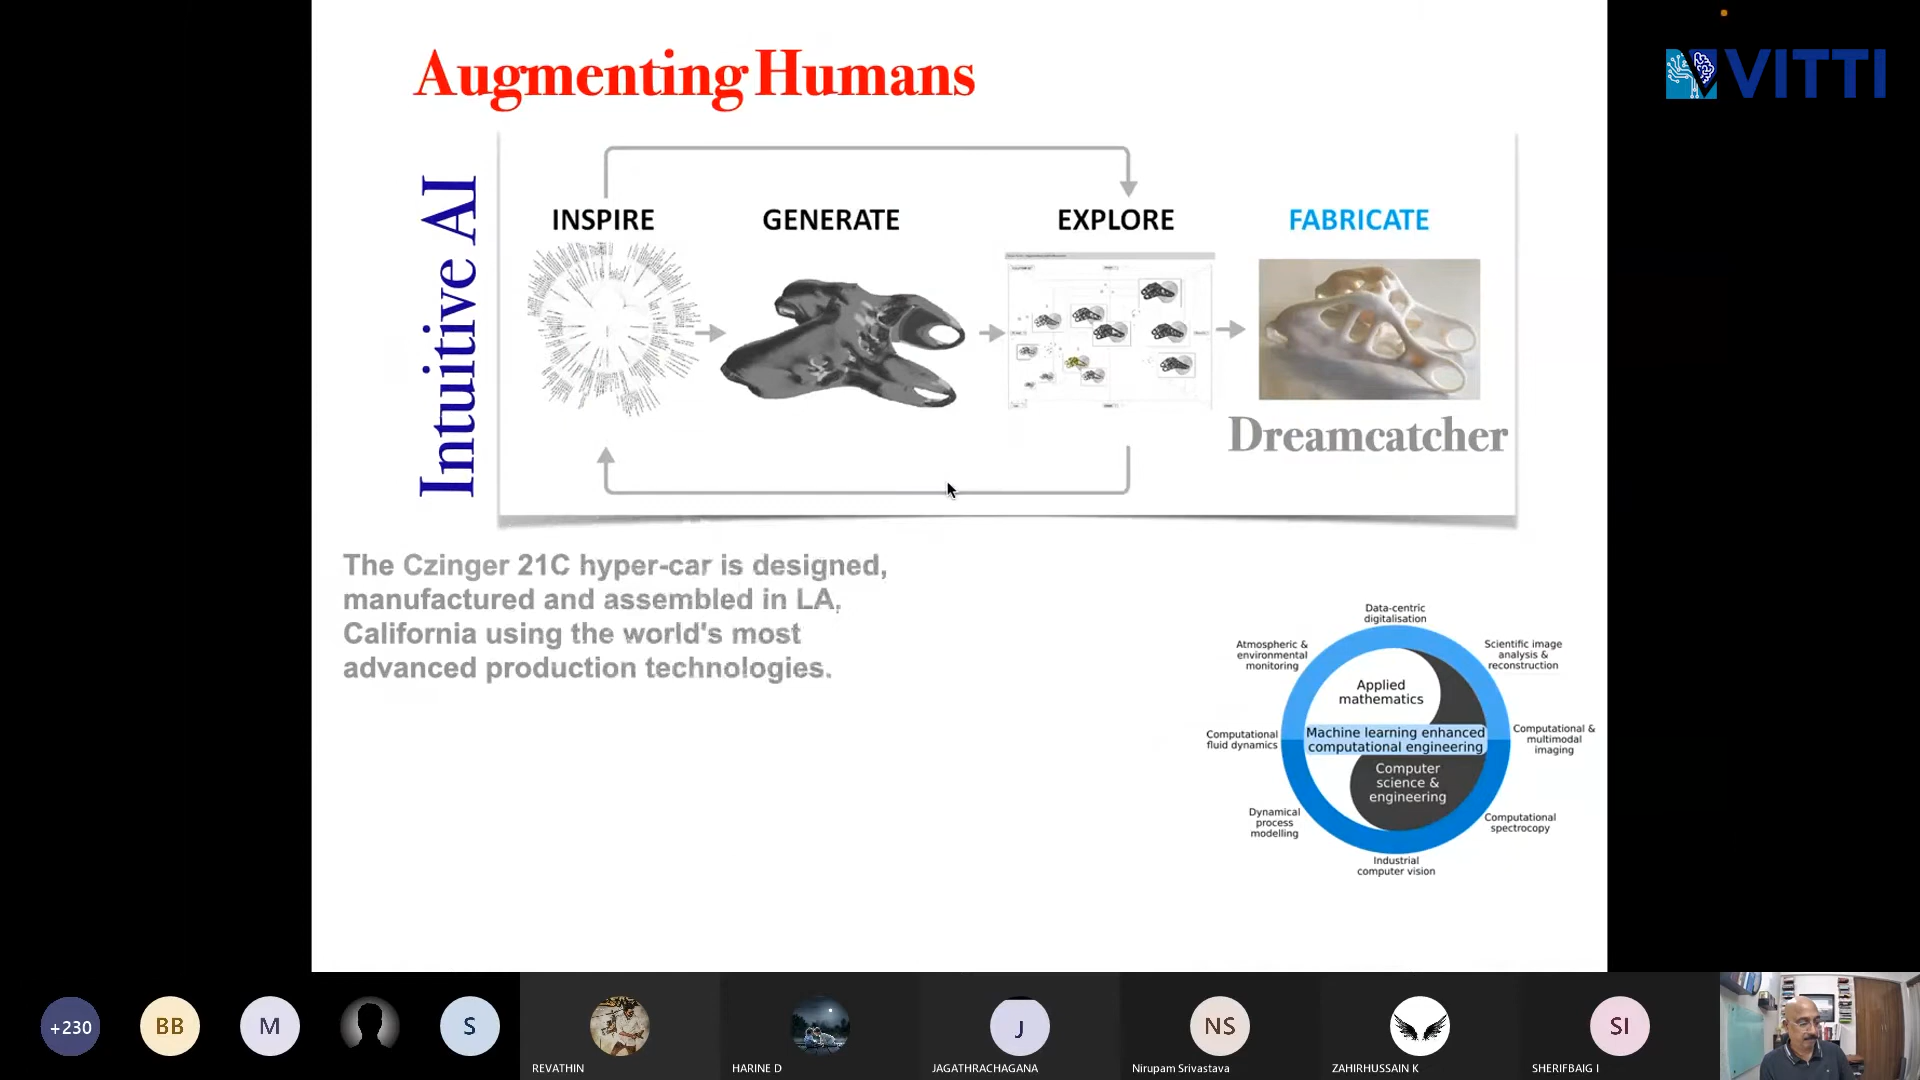 Augmenting Humans
VITTI
Intuitive AI
INSPIRE
GENERATE
EXPLORE
FABRICATE
Dreamcatcher
The Czinger 21C hyper-car is designed,
manufactured and assembled in LA,
California using the world's most
advanced production technologies.
Data-centric
digitalisation
Atmospheric &
environmental
monitoring
Scientific image
analysis &
reconstruction
Applied
mathematics
Computational
fluid dynamics
Machine learning enhanced
computational engineering
Computational &
multimodal
imaging
Computer
science &
engineering
Dynamical
process
modelling
Computational
spectrocopy
Industrial
computer vision
+230
BB
M
S
REVATHIN
HARINE D
J
JAGATHRACHAGANA
NS
Nirupam Srivastava
ZAHIRHUSSAIN K
SI
SHERIFBAIG I